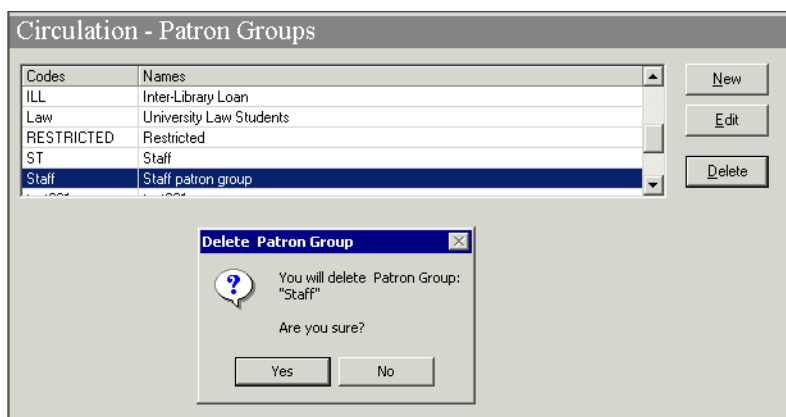 Circulation - Patron Groups
Codes Names
ILL Inter-Library Loan
Law University Law Students
RESTRICTED Restricted
ST Staff
Staff Staff patron group
New
Edit
Delete
Delete Patron Group
You will delete Patron Group:
"Staff"
Are you sure?
Yes No